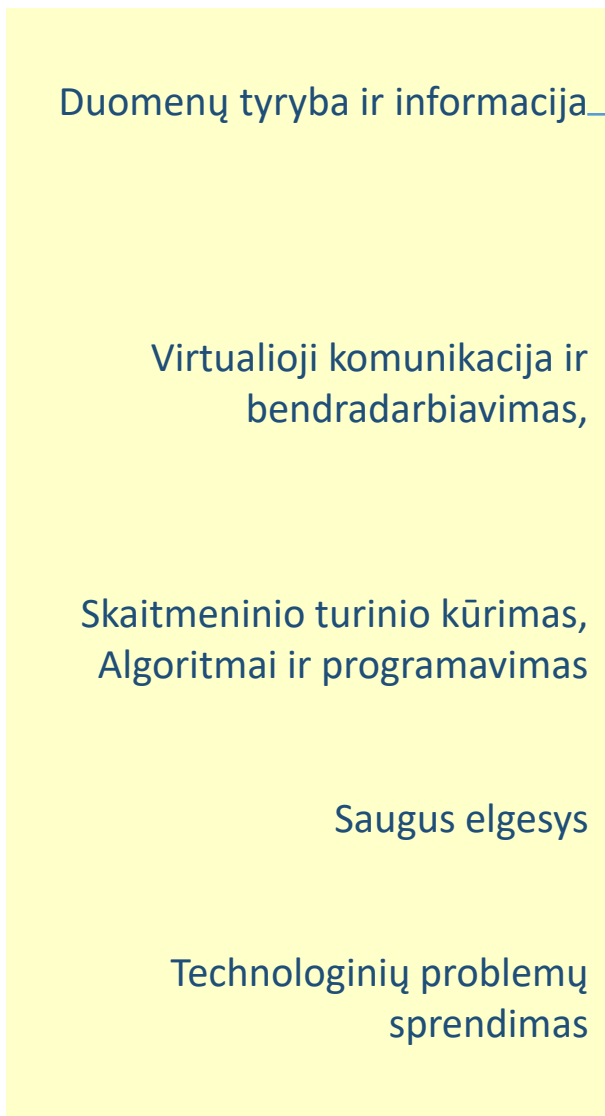 Duomenų tyryba ir informacija
Virtualioji komunikacija ir
bendradarbiavimas,
Skaitmeninio turinio kūrimas,
Algoritmai ir programavimas
Saugus elgesys
Technologinių problemų
sprendimas